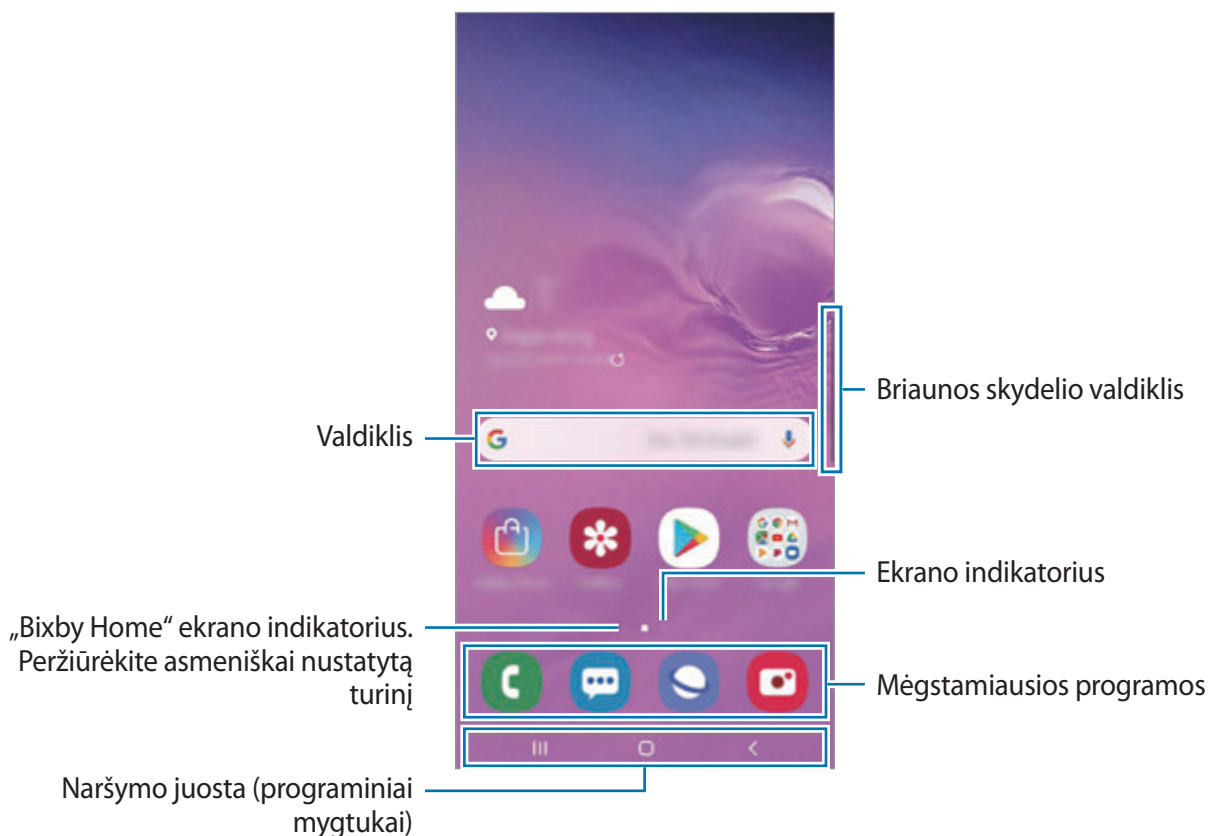 Briaunos skydelio valdiklis
Valdiklis
Ekrano indikatorius
„Bixby Home“ ekrano indikatorius.
Peržiūrėkite asmeniškai nustatytą
turinį
Mėgstamiausios programos
Naršymo juosta (programiniai
mygtukai)